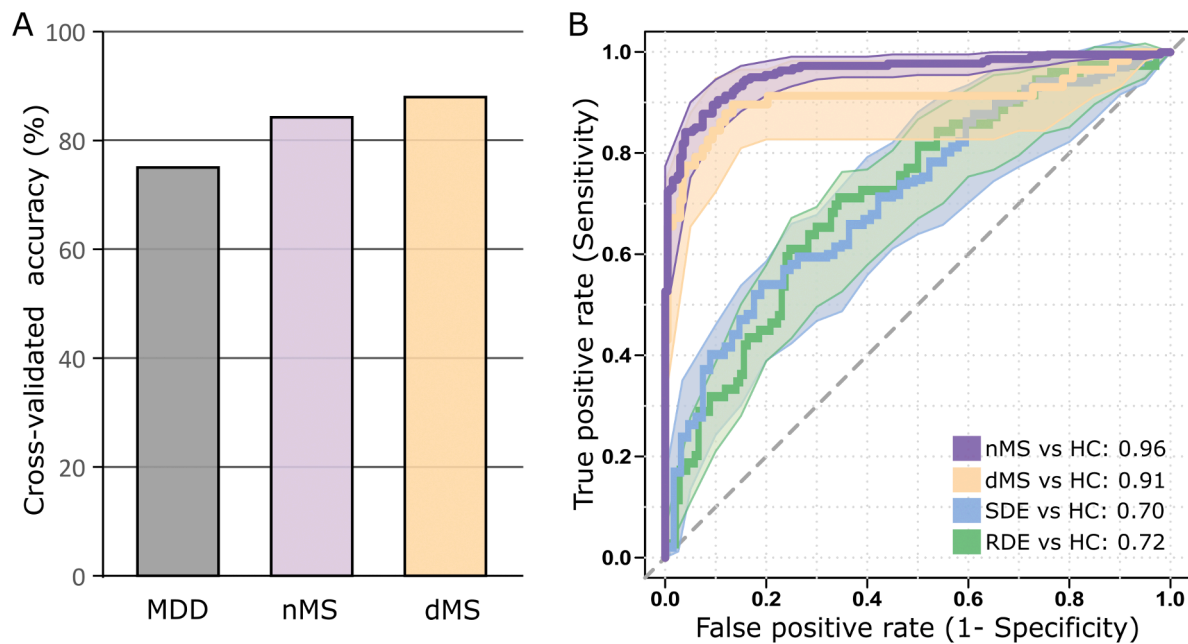 A
Cross-validated accuracy (%)
100
80
60
40
20
0
MDD
nMS
dMS
B
True positive rate (Sensitivity)
1.0
0.8
0.6
0.4
0.2
0.0
nMS vs HC: 0.96
dMS vs HC: 0.91
SDE vs HC: 0.70
RDE vs HC: 0.72
0.0 0.2 0.4 0.6 0.8 1.0
False positive rate (1- Specificity)